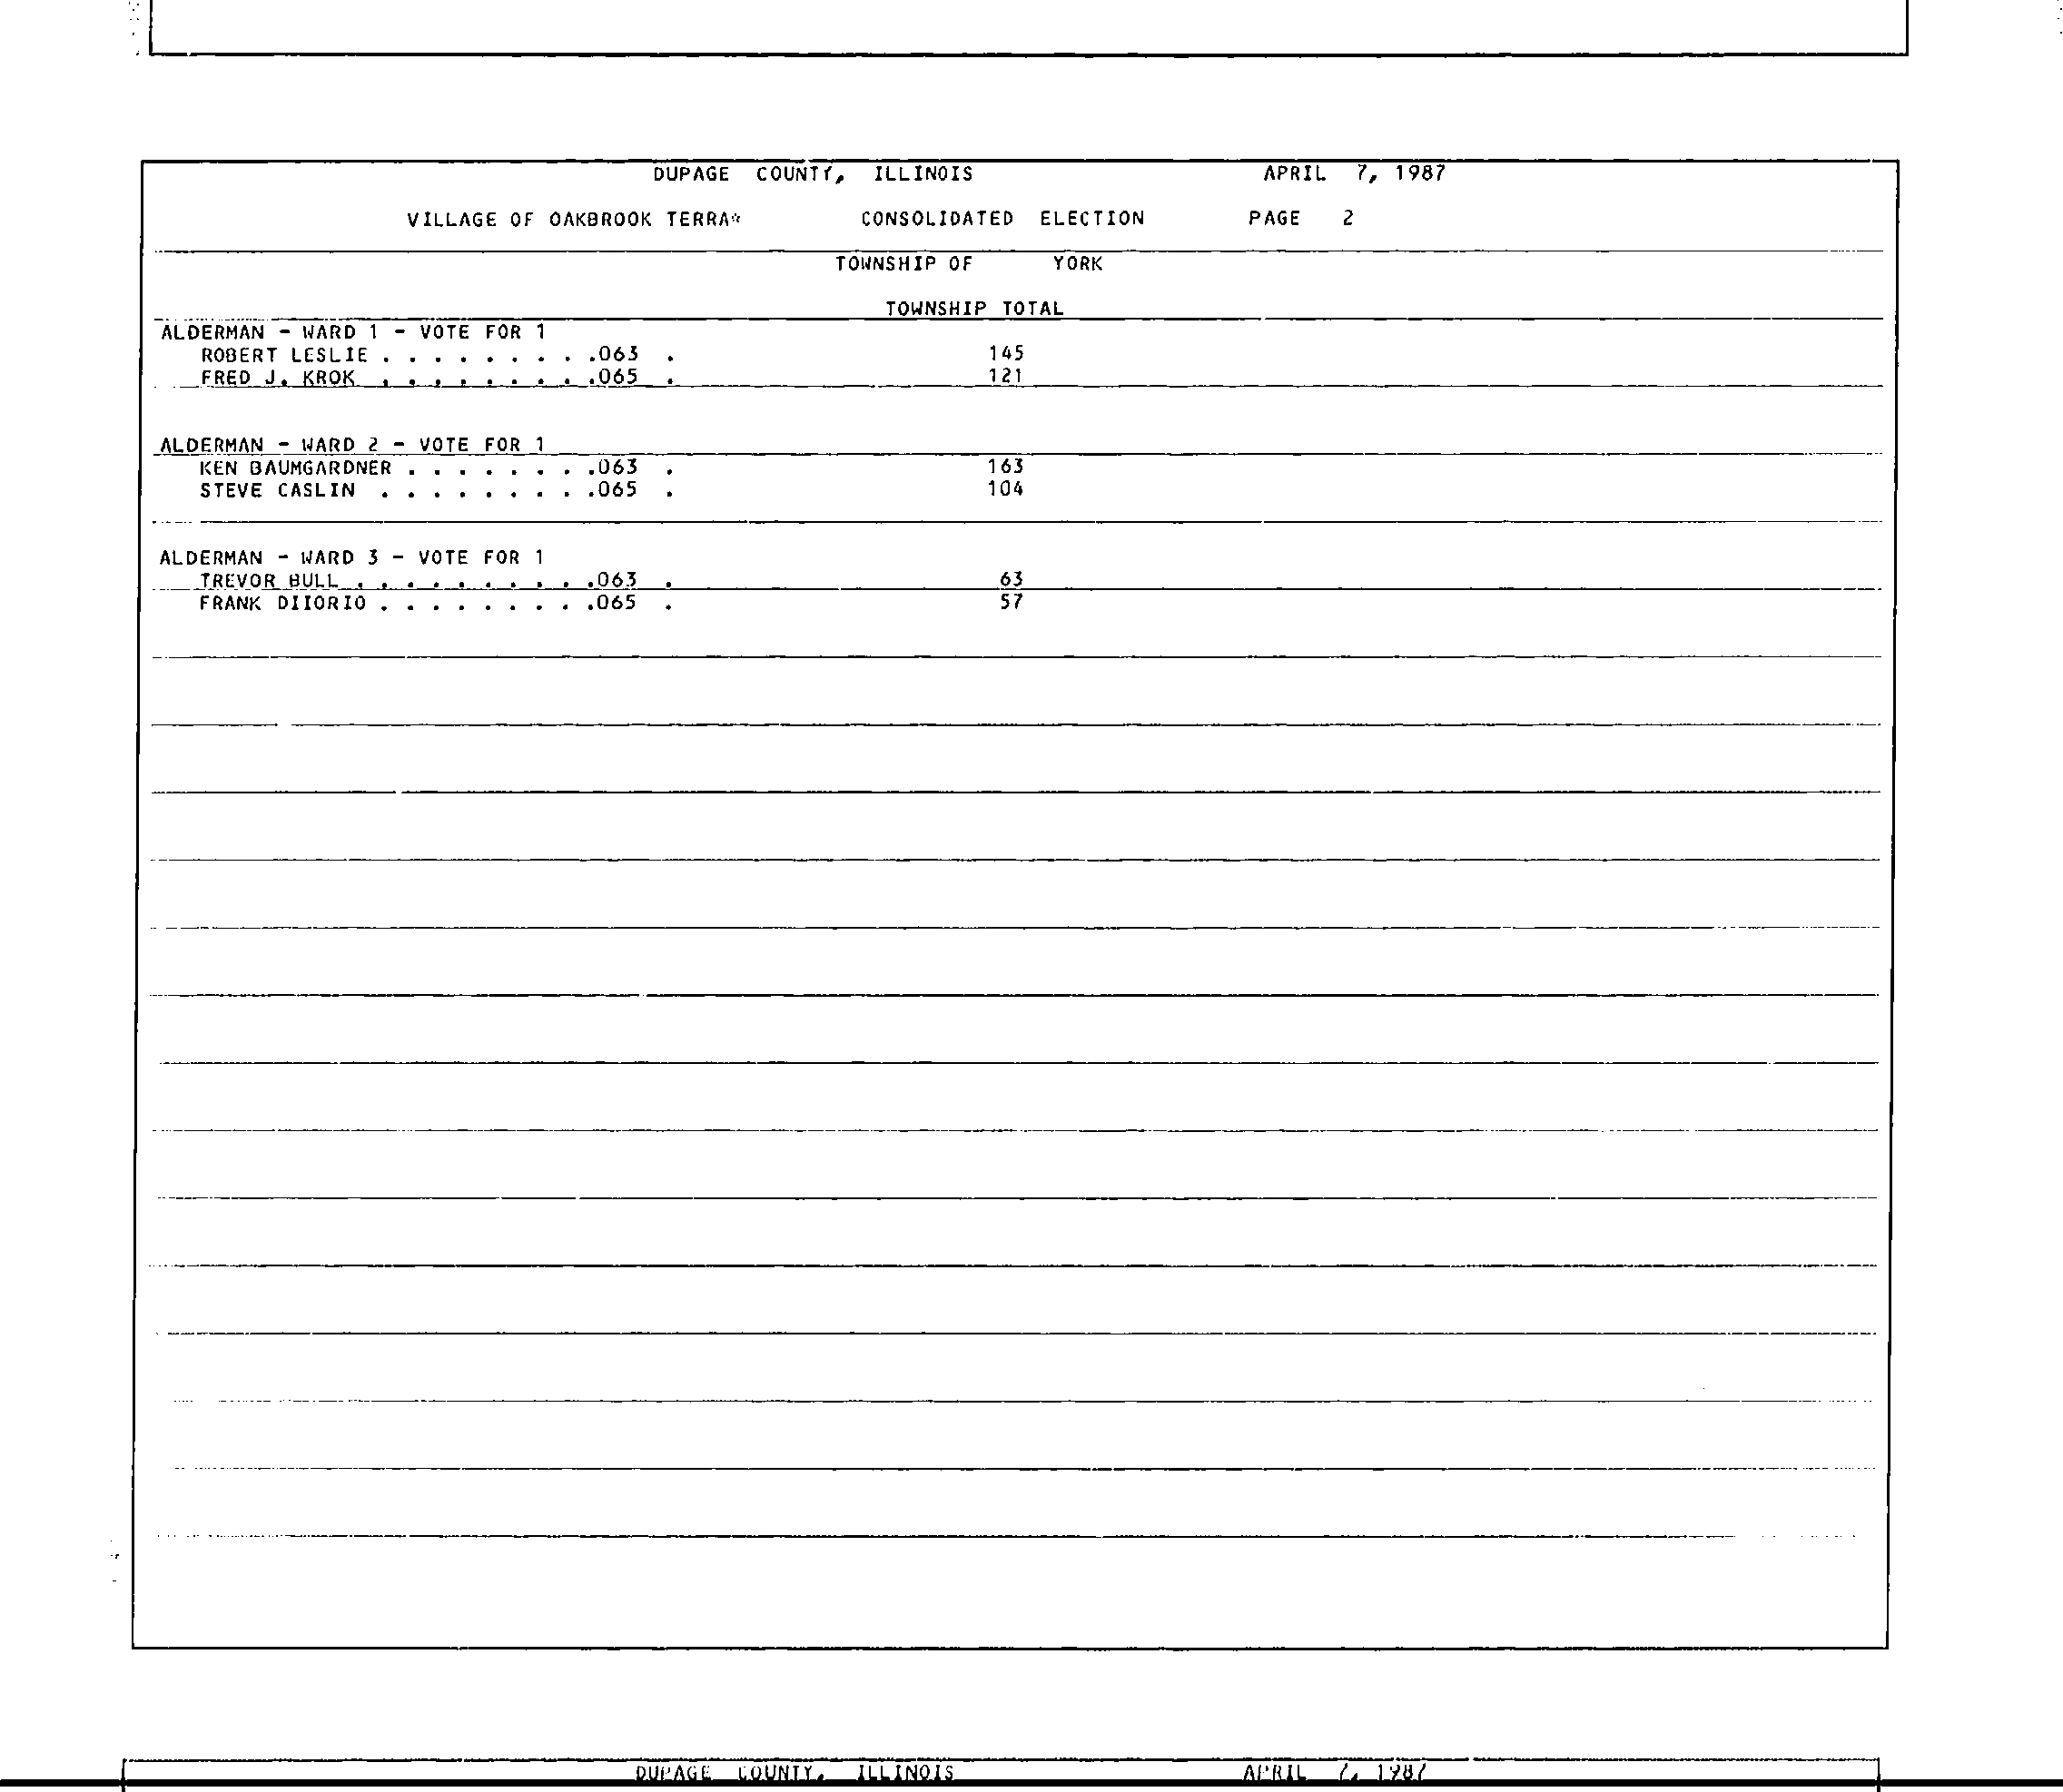 DUPAGE COUNTY, ILLINOIS APRIL 7, 1987
VILLAGE OF OAKBROOK TERRA* CONSOLIDATED ELECTION PAGE 2
TOWNSHIP OF YORK
TOWNSHIP TOTAL
ALDERMAN - WARD 1 - VOTE FOR 1
ROBERT LESLIE . . . . . . . . .063 . 145
FRED J. KROK . . . . . . . . .065 . 121
ALDERMAN - WARD 2 - VOTE FOR 1
KEN BAUMGARDNER . . . . . . . .063 . 163
STEVE CASLIN . . . . . . . . .065 . 104
ALDERMAN - WARD 3 - VOTE FOR 1
TREVOR BULL . . . . . . . . . .063 . 63
FRANK DIIORIO . . . . . . . . .065 . 57
DUPAGE COUNTY, ILLINOIS APRIL 7, 1987